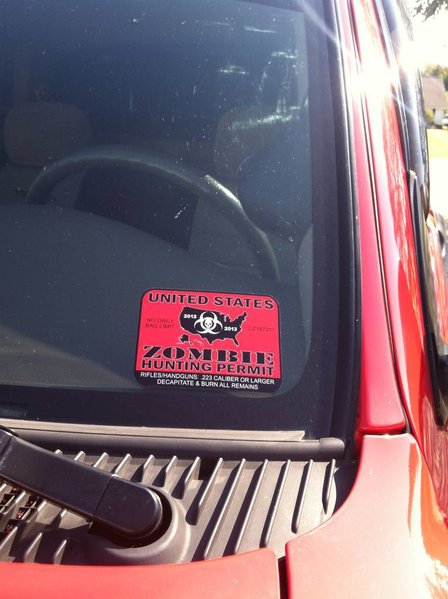 UNITED STATES
2012
NO DAILY
BAG LIMIT
2013
ZOMBIE
HUNTING PERMIT
RIFLES/HANDGUNS: 223 CALIBER OR LARGER
DECAPITATE & BURN ALL REMAINS